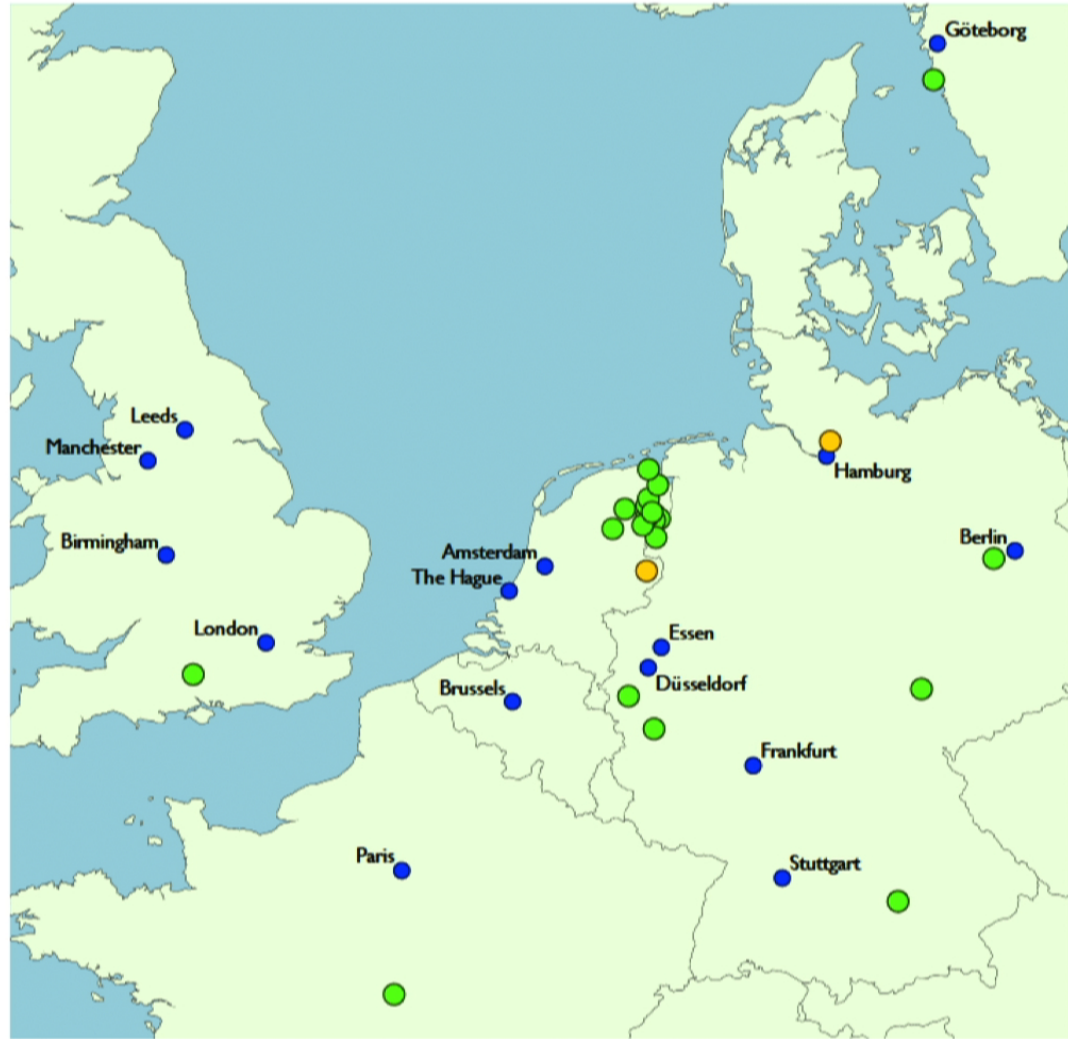 Göteborg
Leeds
Manchester
Hamburg
Birmingham
Berlin
Amsterdam
The Hague
London
Essen
Düsseldorf
Brussels
Frankfurt
Paris
Stuttgart